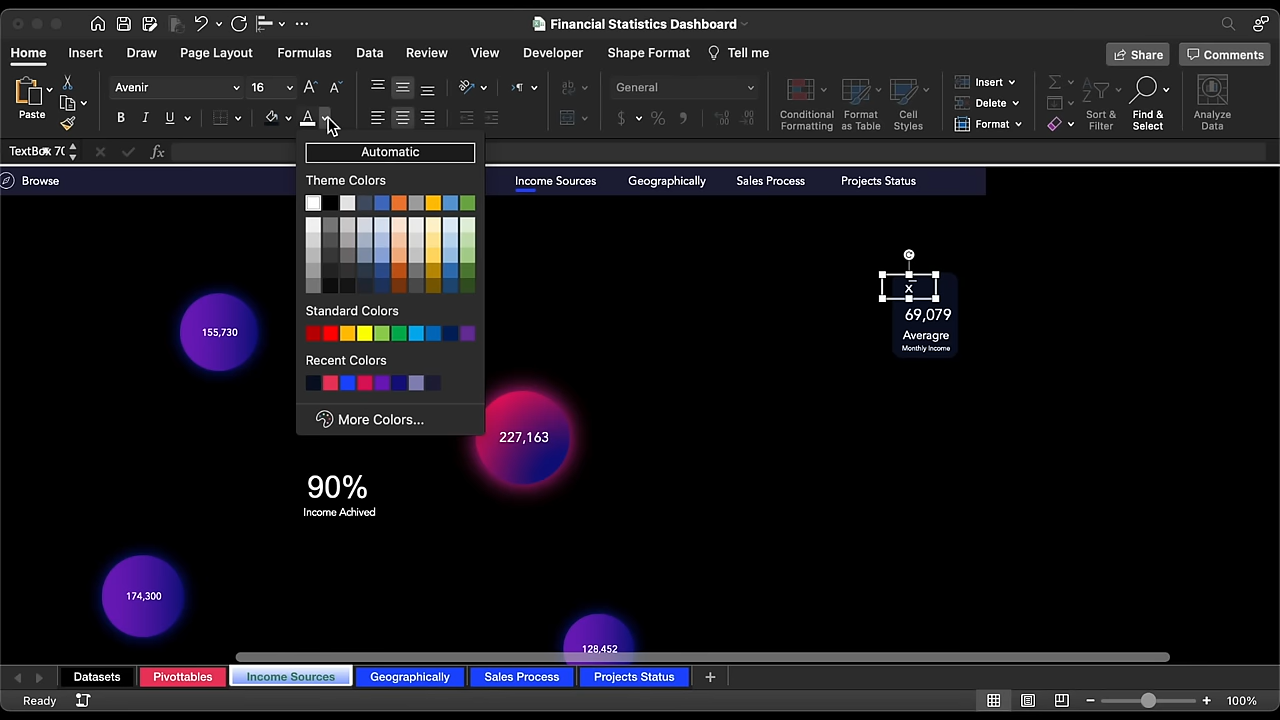 Financial Statistics Dashboard
Home Insert Draw Page Layout Formulas Data Review View Developer Shape Format Tell me
Share Comments
Paste
Avenir 16
B I U A
General
$ %
Conditional Formatting
Format as Table
Cell Styles
Insert
Delete
Format
Sort & Filter
Find & Select
Analyze Data
TextBox 70
fx
Automatic
Theme Colors
Standard Colors
Recent Colors
More Colors...
Browse
Income Sources Geographically Sales Process Projects Status
155,730
x̅
69,079
Averagre
Monthly Income
227,163
90%
Income Achived
174,300
128,452
Datasets Pivottables Income Sources Geographically Sales Process Projects Status +
Ready
100%